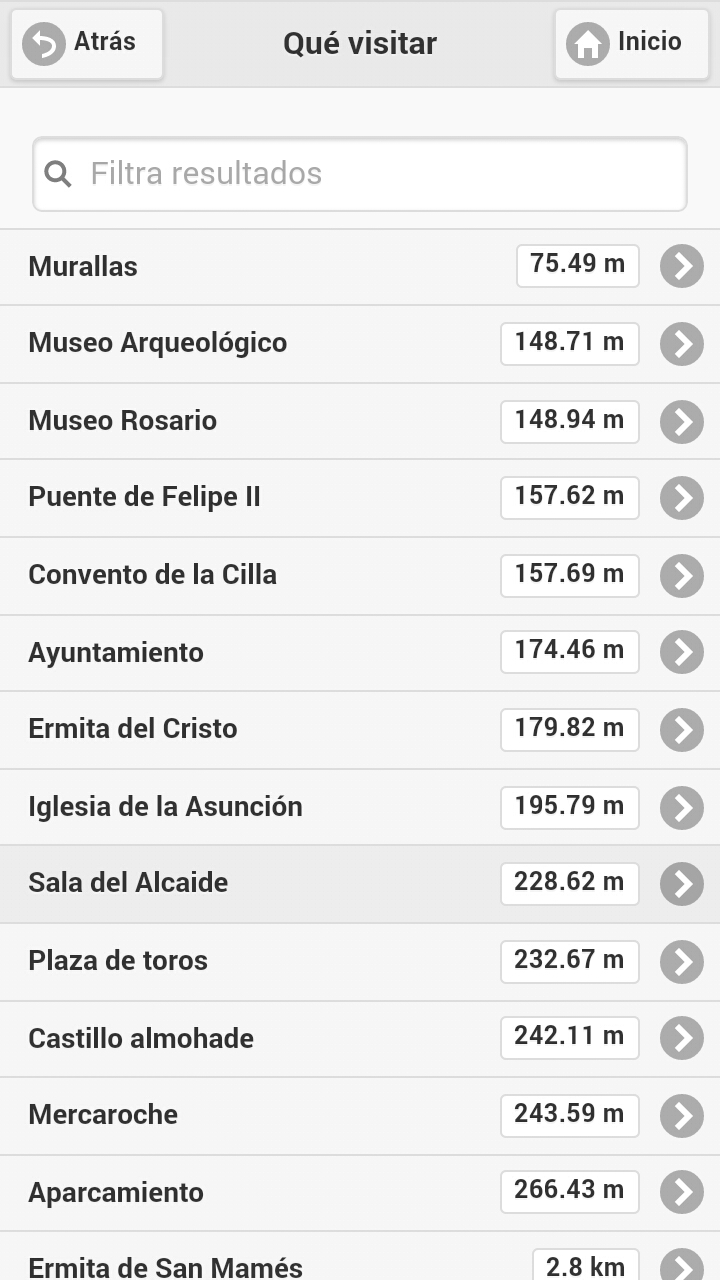 Atrás
Qué visitar
Inicio
Filtra resultados
Murallas 75.49 m
Museo Arqueológico 148.71 m
Museo Rosario 148.94 m
Puente de Felipe II 157.62 m
Convento de la Cilla 157.69 m
Ayuntamiento 174.46 m
Ermita del Cristo 179.82 m
Iglesia de la Asunción 195.79 m
Sala del Alcaide 228.62 m
Plaza de toros 232.67 m
Castillo almohade 242.11 m
Mercaroche 243.59 m
Aparcamiento 266.43 m
Ermita de San Mamés 2.8 km